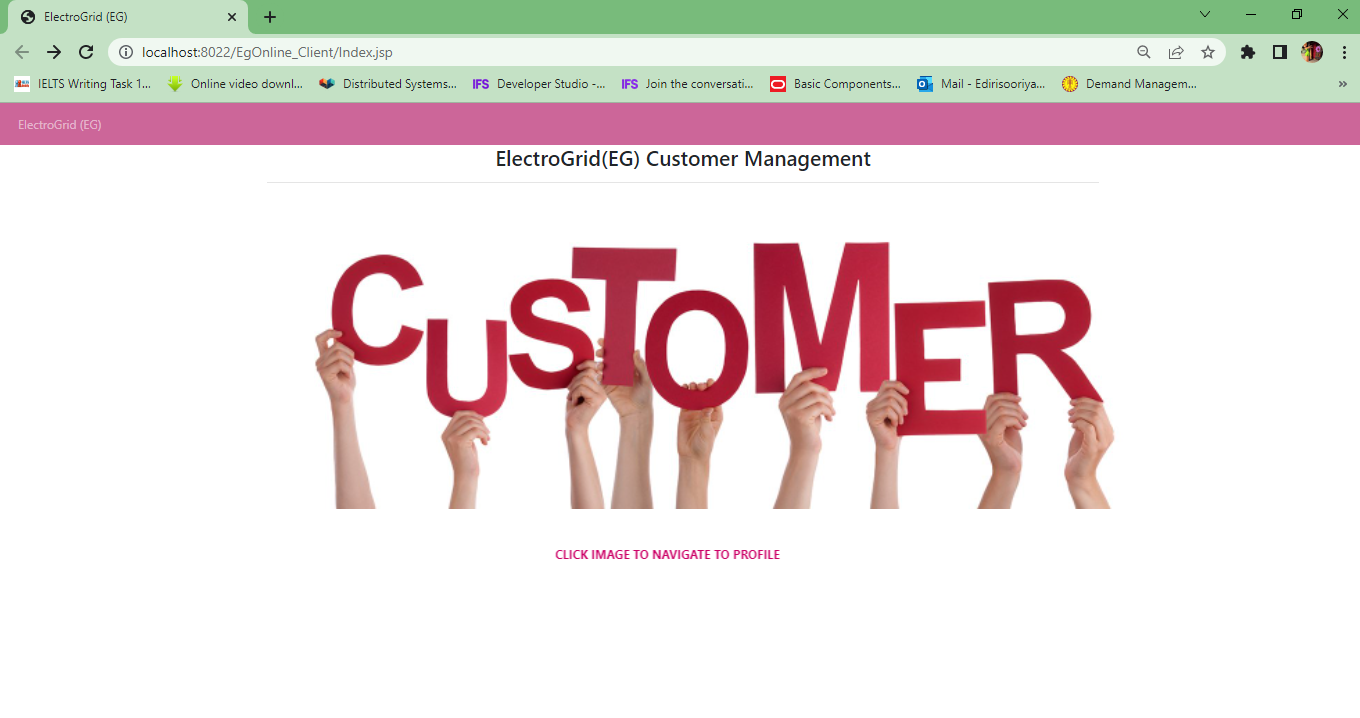 ElectroGrid (EG)
localhost:8022/EgOnline_Client/Index.jsp
IELTS Writing Task 1... Online video downl... Distributed Systems... IFS Developer Studio -... IFS Join the conversati... Basic Components... Mail - Edirisooriya... Demand Managem... »
ElectroGrid (EG)
ElectroGrid(EG) Customer Management
CUSTOMER
CLICK IMAGE TO NAVIGATE TO PROFILE